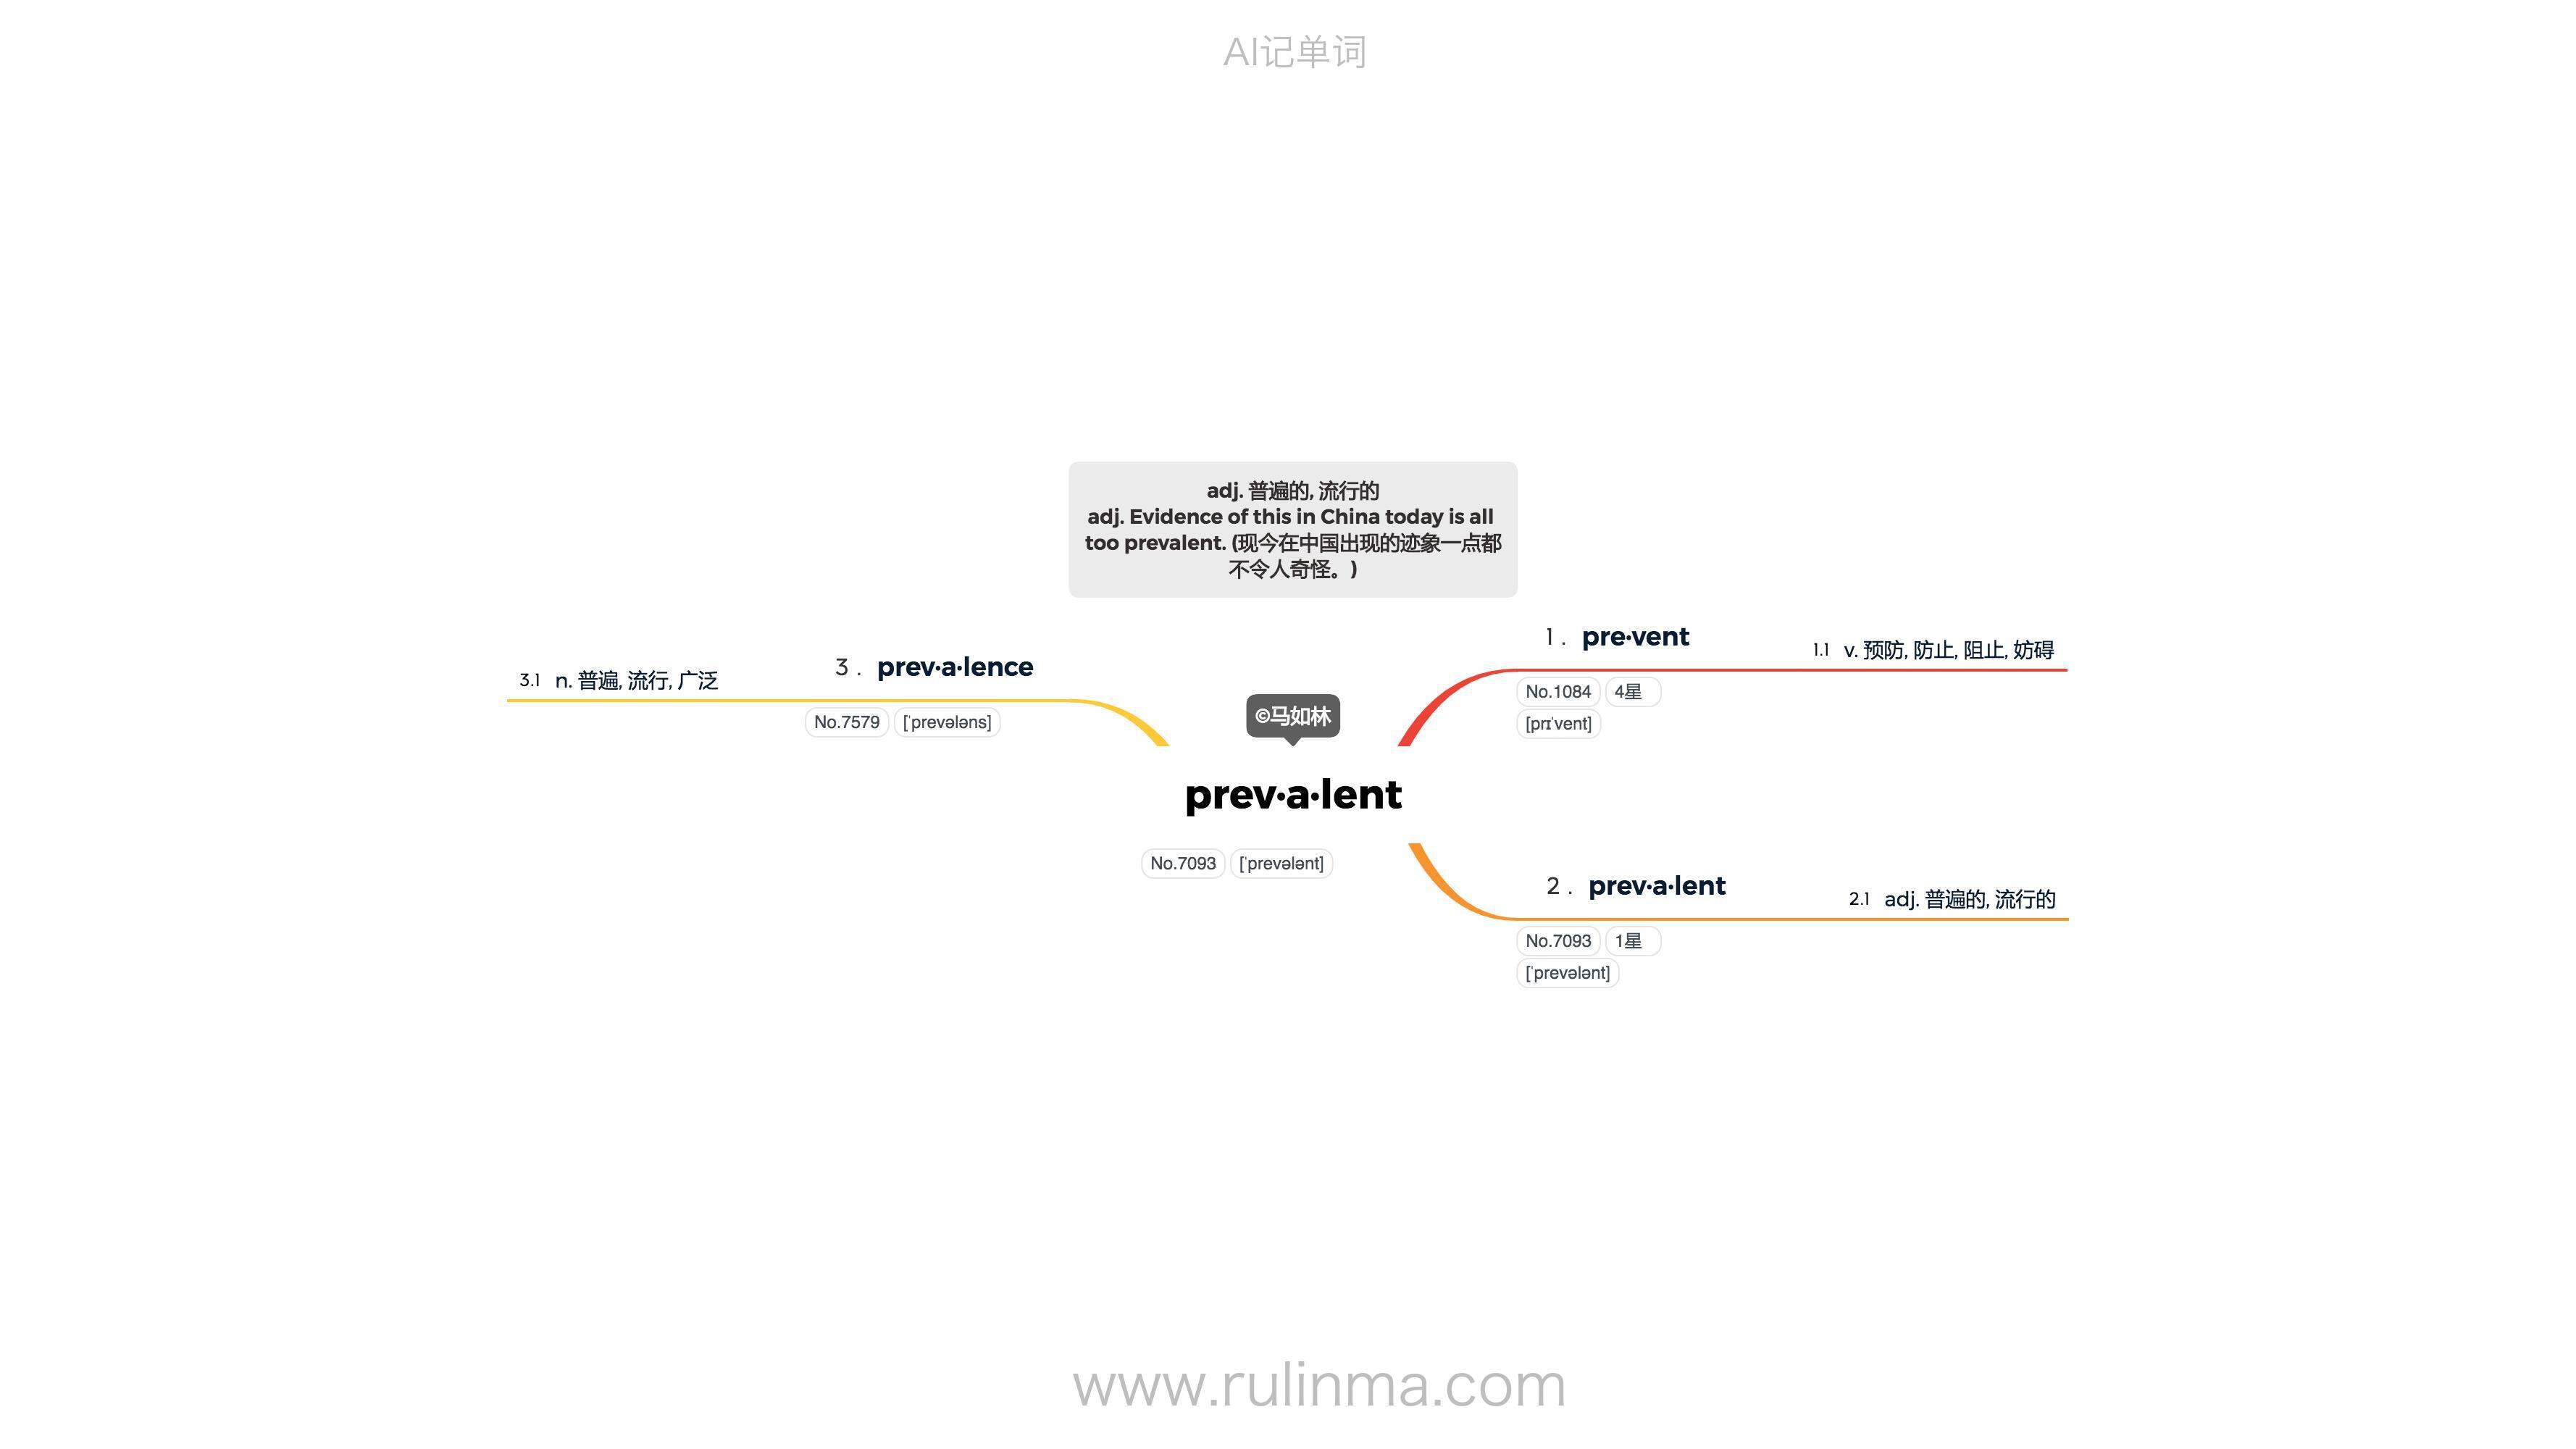 AI记单词
adj. 普遍的, 流行的
adj. Evidence of this in China today is all
too prevalent. (现今在中国出现的迹象一点都
不令人奇怪。)
1 . pre·vent
1.1 v. 预防, 防止, 阻止, 妨碍
No.1084 4星
[prɪˈvent]
3 . prev·a·lence
3.1 n. 普遍, 流行, 广泛
No.7579 [ˈprevələns]
©马如林
prev·a·lent
No.7093 [ˈprevələnt]
2 . prev·a·lent
2.1 adj. 普遍的, 流行的
No.7093 1星
[ˈprevələnt]
www.rulinma.com